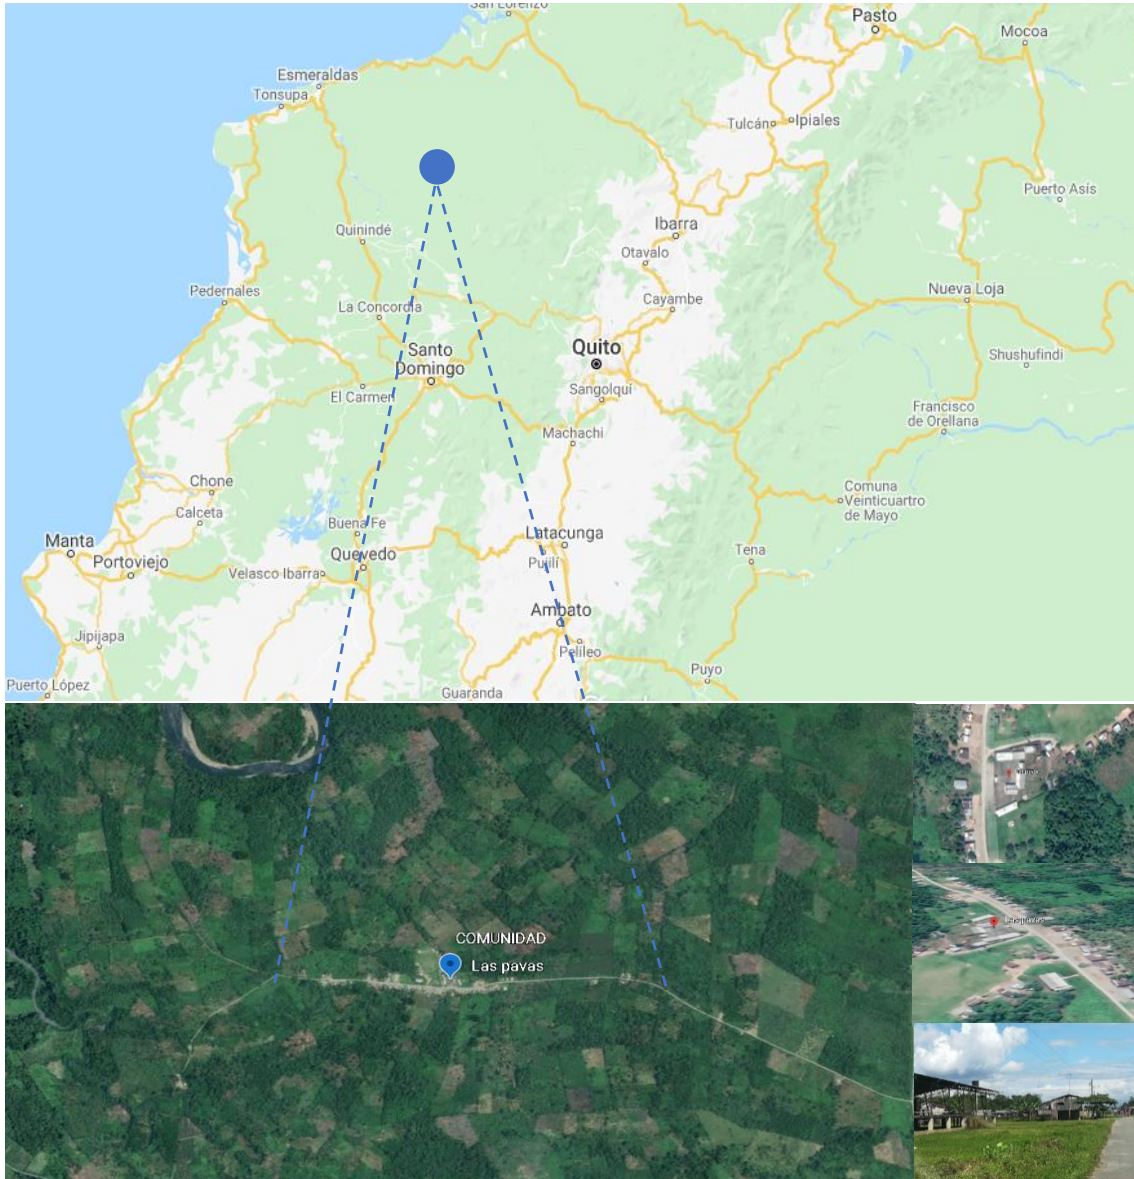 San Lorenzo
Pasto
Mocoa
Esmeraldas
Tonsupa
Tulcán
Ipiales
Puerto Asís
Quinindé
Ibarra
Otavalo
Pedernales
La Concordia
Cayambe
Nueva Loja
Santo
Domingo
Quito
Shushufindi
El Carmen
Sangolquí
Francisco
de Orellana
Machachi
Chone
Comuna
Veinticuartro
de Mayo
Calceta
Buena Fe
Manta
Latacunga
Portoviejo
Quevedo
Pujilí
Tena
Velasco Ibarra
Ambato
Jipijapa
Pelileo
Puyo
Puerto López
Guaranda
COMUNIDAD
Las pavas